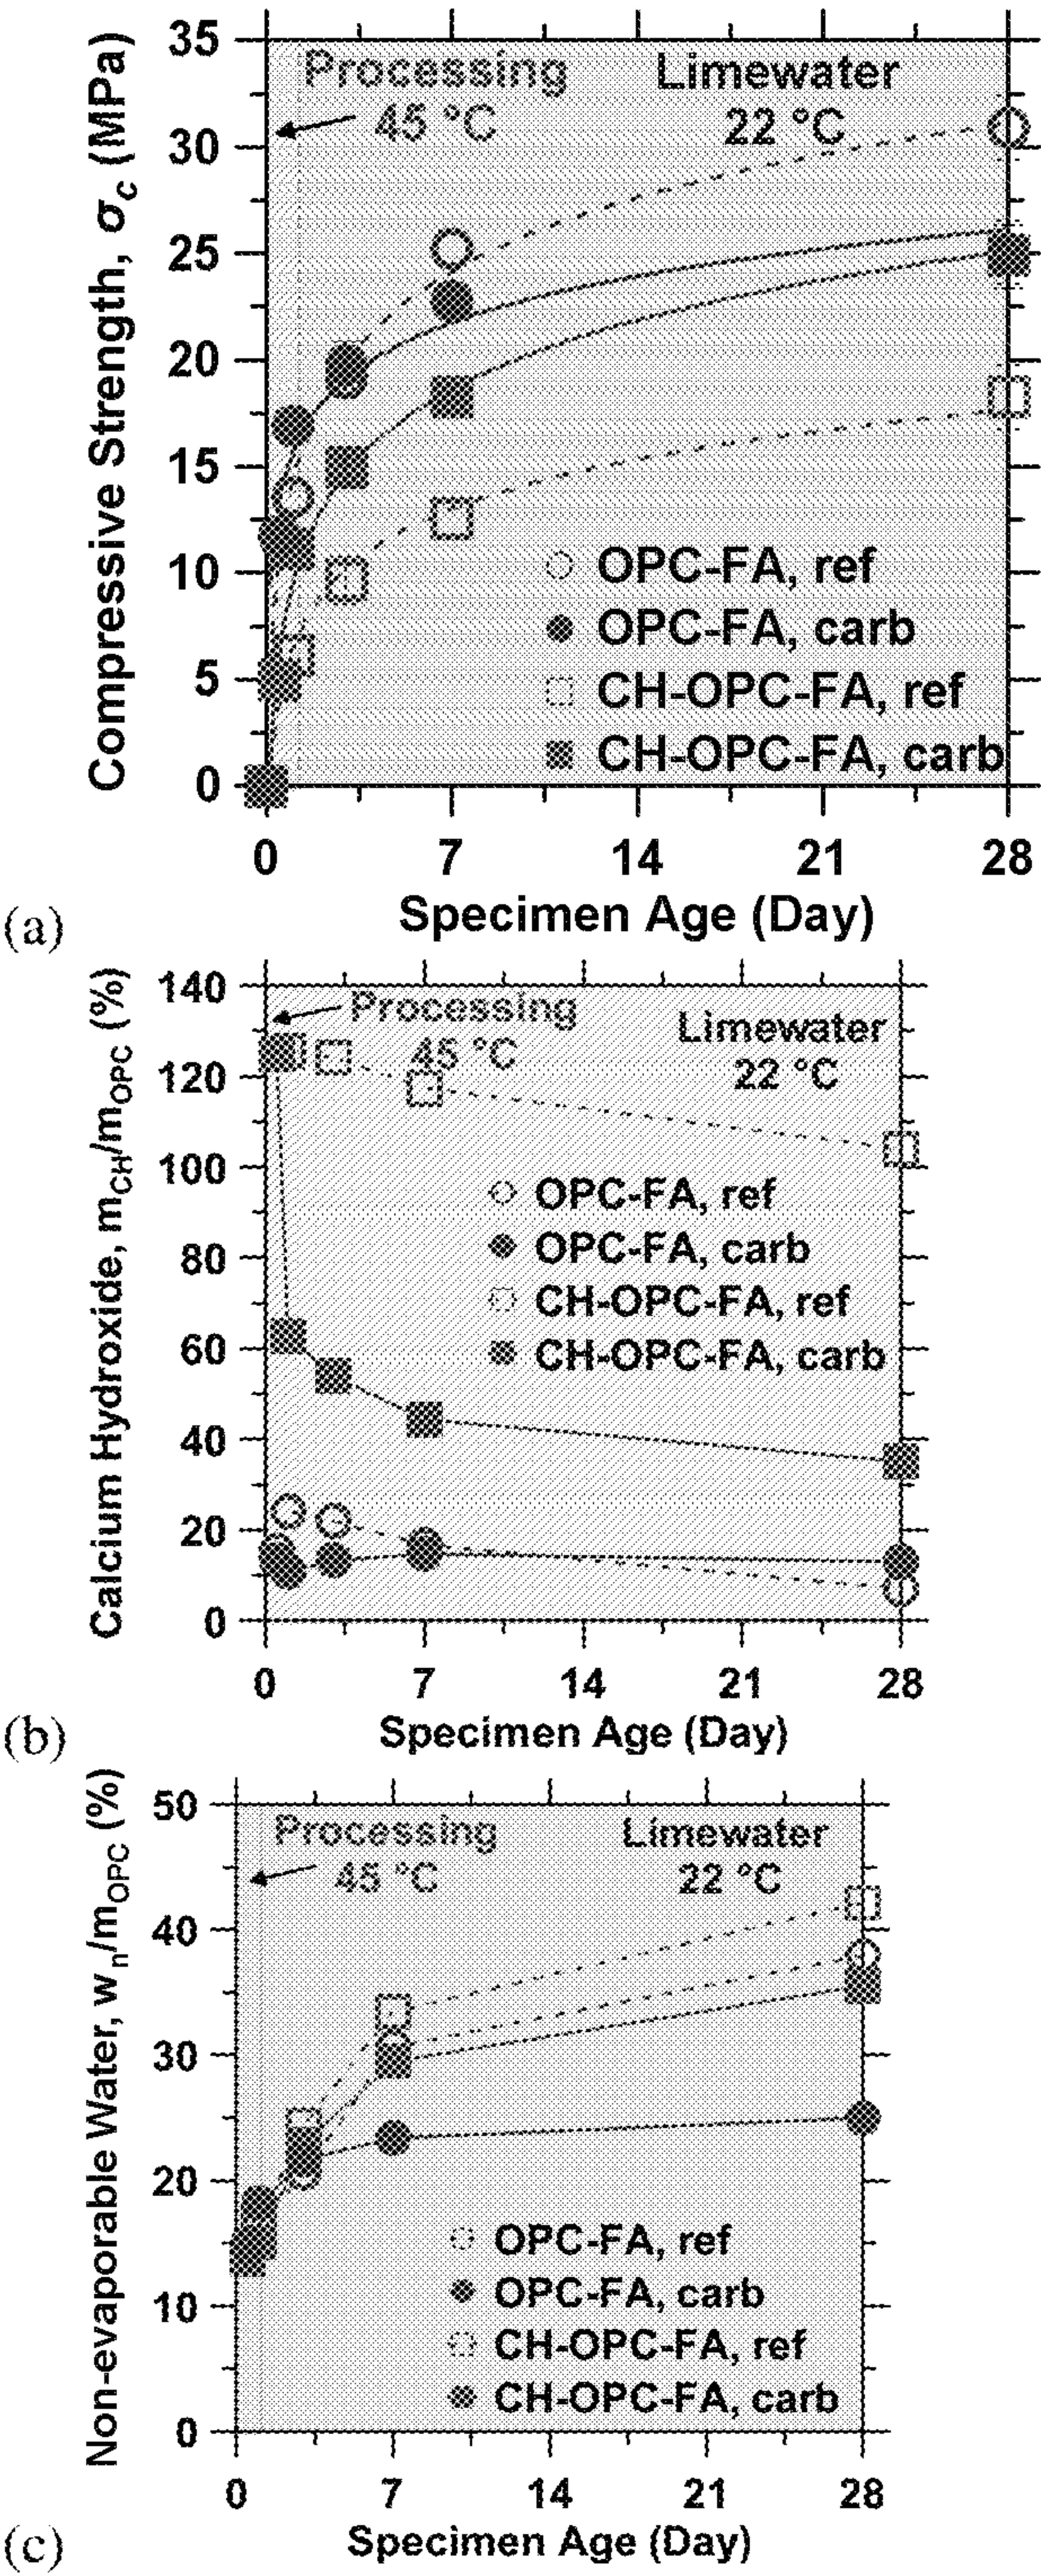 35
30
25
20
15
10
5
0
Compressive Strength, σc (MPa)
Processing
45 °C
Limewater
22 °C
OPC-FA, ref
OPC-FA, carb
CH-OPC-FA, ref
CH-OPC-FA, carb
0 7 14 21 28
Specimen Age (Day)
(a)
140
120
100
80
60
40
20
0
Calcium Hydroxide, mCH/mOPC (%)
Processing
45 °C
Limewater
22 °C
OPC-FA, ref
OPC-FA, carb
CH-OPC-FA, ref
CH-OPC-FA, carb
0 7 14 21 28
Specimen Age (Day)
(b)
50
40
30
20
10
0
Non-evaporable Water, wn/mOPC (%)
Processing
45 °C
Limewater
22 °C
OPC-FA, ref
OPC-FA, carb
CH-OPC-FA, ref
CH-OPC-FA, carb
0 7 14 21 28
Specimen Age (Day)
(c)